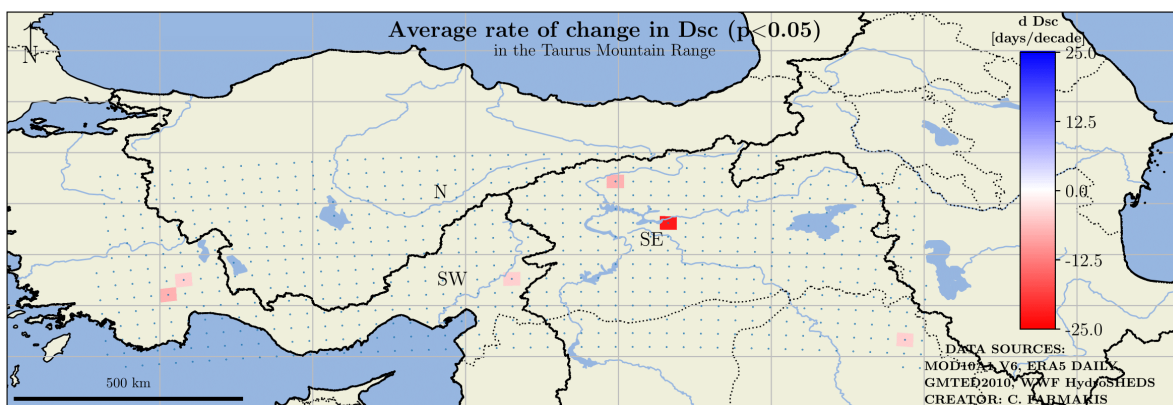 Average rate of change in Dsc (p<0.05)
in the Taurus Mountain Range
d Dsc
[days/decade]
N
25.0
12.5
0.0
-12.5
-25.0
N
SE
SW
500 km
DATA SOURCES:
MOD10A1 V6, ERA5 DAILY,
GMTED2010, WWF HydroSHEDS
CREATOR: C. PARMAKIS